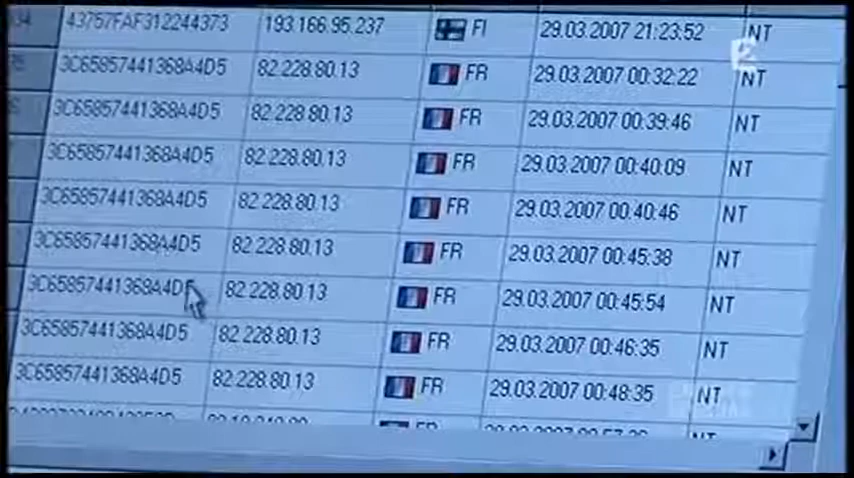 43757FAF312244373 193.166.95.237 FI 29.03.2007 21:23:52 NT
3C65857441368A4D5 82.228.80.13 FR 29.03.2007 00:32:22 NT
3C65857441368A4D5 82.228.80.13 FR 29.03.2007 00:39:46 NT
3C65857441368A4D5 82.228.80.13 FR 29.03.2007 00:40:09 NT
3C65857441368A4D5 82.228.80.13 FR 29.03.2007 00:40:46 NT
3C65857441368A4D5 82.228.80.13 FR 29.03.2007 00:45:38 NT
3C65857441368A4D5 82.228.80.13 FR 29.03.2007 00:45:54 NT
3C65857441368A4D5 82.228.80.13 FR 29.03.2007 00:46:35 NT
3C65857441368A4D5 82.228.80.13 FR 29.03.2007 00:48:35 NT
FR NT
2